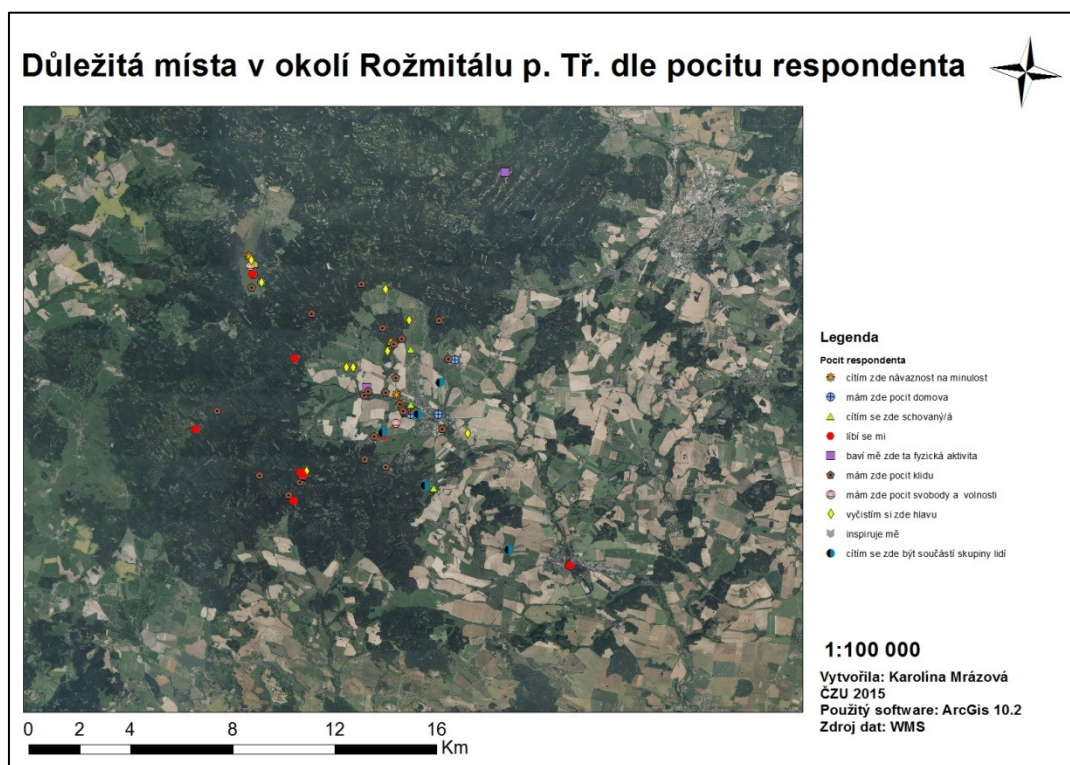 Důležitá místa v okolí Rožmitálu p. Tř. dle pocitu respondenta
Legenda
Pocit respondenta
cítím zde návaznost na minulost
mám zde pocit domova
cítím se zde schovaný/á
líbí se mi
baví mě zde ta fyzická aktivita
mám zde pocit klidu
mám zde pocit svobody a volnosti
vyčistím si zde hlavu
inspiruje mě
cítím se zde být součástí skupiny lidí
1:100 000
Vytvořila: Karolína Mrázová
ČZU 2015
Použitý software: ArcGis 10.2
Zdroj dat: WMS
0 2 4 8 12 16
Km